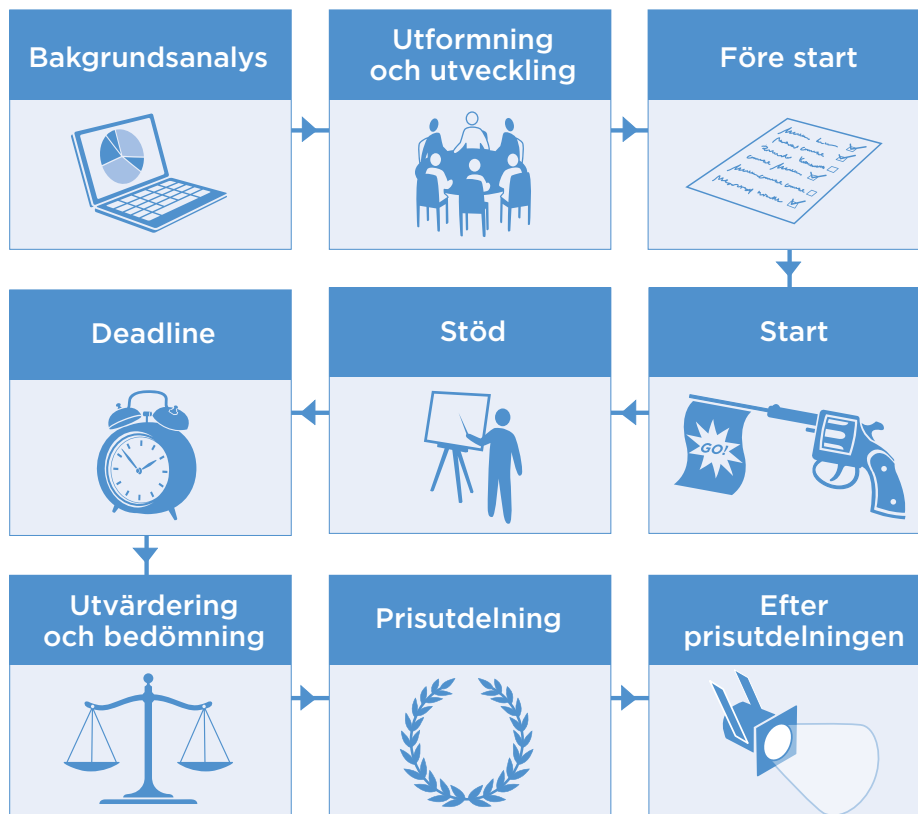 Bakgrundsanalys
Utformning
och utveckling
Före start
Start
GO!
Stöd
Deadline
Utvärdering
och bedömning
Prisutdelning
Efter
prisutdelningen